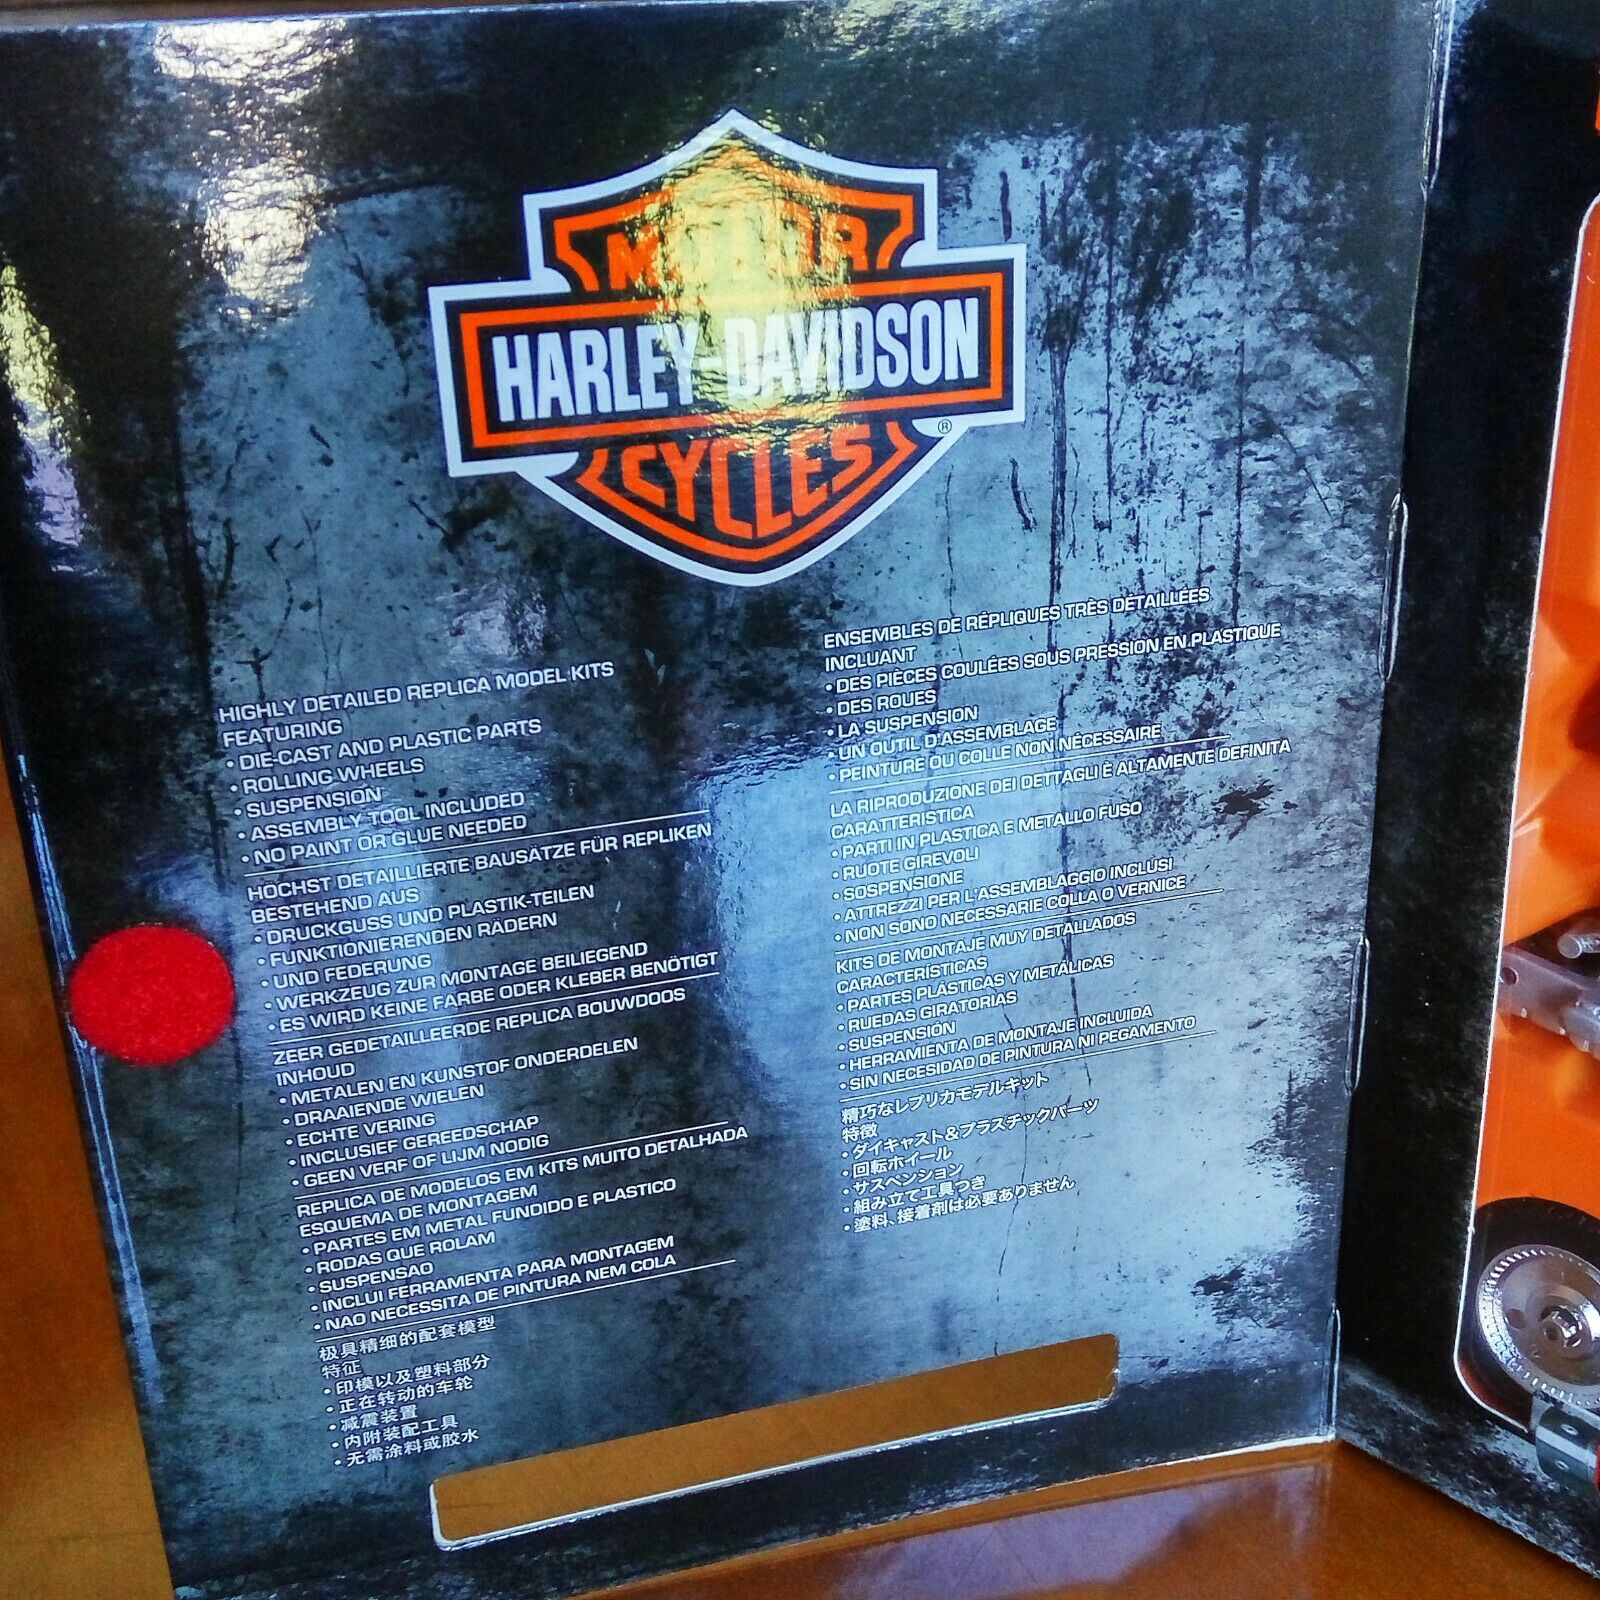 MOTOR
HARLEY-DAVIDSON
CYCLES
®
HIGHLY DETAILED REPLICA MODEL KITS
FEATURING
• DIE-CAST AND PLASTIC PARTS
• ROLLING WHEELS
• SUSPENSION
• ASSEMBLY TOOL INCLUDED
• NO PAINT OR GLUE NEEDED
HÖCHST DETAILLIERTE BAUSÄTZE FÜR REPLIKEN
BESTEHEND AUS
• DRUCKGUSS UND PLASTIK-TEILEN
• FUNKTIONIERENDEN RÄDERN
• UND FEDERUNG
• WERKZEUG ZUR MONTAGE BEILIEGEND
• ES WIRD KEINE FARBE ODER KLEBER BENÖTIGT
ZEER GEDETAILLEERDE REPLICA BOUWDOOS
INHOUD
• METALEN EN KUNSTOF ONDERDELEN
• DRAAIENDE WIELEN
• ECHTE VERING
• INCLUSIEF GEREEDSCHAP
• GEEN VERF OF LIJM NODIG
REPLICA DE MODELOS EM KITS MUITO DETALHADA
ESQUEMA DE MONTAGEM
• PARTES EM METAL FUNDIDO E PLASTICO
• RODAS QUE ROLAM
• SUSPENSAO
• INCLUI FERRAMENTA PARA MONTAGEM
• NAO NECESSITA DE PINTURA NEM COLA
极具精细的配套模型
特征
• 印模以及塑料部分
• 正在转动的车轮
• 减震装置
• 内附装配工具
• 无需涂料或胶水
ENSEMBLES DE RÉPLIQUES TRÈS DÉTAILLÉES
INCLUANT
• DES PIÈCES COULÉES SOUS PRESSION EN PLASTIQUE
• DES ROUES
• LA SUSPENSION
• UN OUTIL D'ASSEMBLAGE
• PEINTURE OU COLLE NON NÉCESSAIRE
LA RIPRODUZIONE DEI DETTAGLI È ALTAMENTE DEFINITA
CARATTERISTICA
• PARTI IN PLASTICA E METALLO FUSO
• RUOTE GIREVOLI
• SOSPENSIONE
• ATTREZZI PER L'ASSEMBLAGGIO INCLUSI
• NON SONO NECESSARIE COLLA O VERNICE
KITS DE MONTAJE MUY DETALLADOS
CARACTERÍSTICAS
• PARTES PLÁSTICAS Y METÁLICAS
• RUEDAS GIRATORIAS
• SUSPENSIÓN
• HERRAMIENTA DE MONTAJE INCLUIDA
• SIN NECESIDAD DE PINTURA NI PEGAMENTO
精巧なレプリカモデルキット
特徴
• ダイキャスト&プラスチックパーツ
• 回転ホイール
• サスペンション
• 組み立て工具つき
• 塗料、接着剤は必要ありません